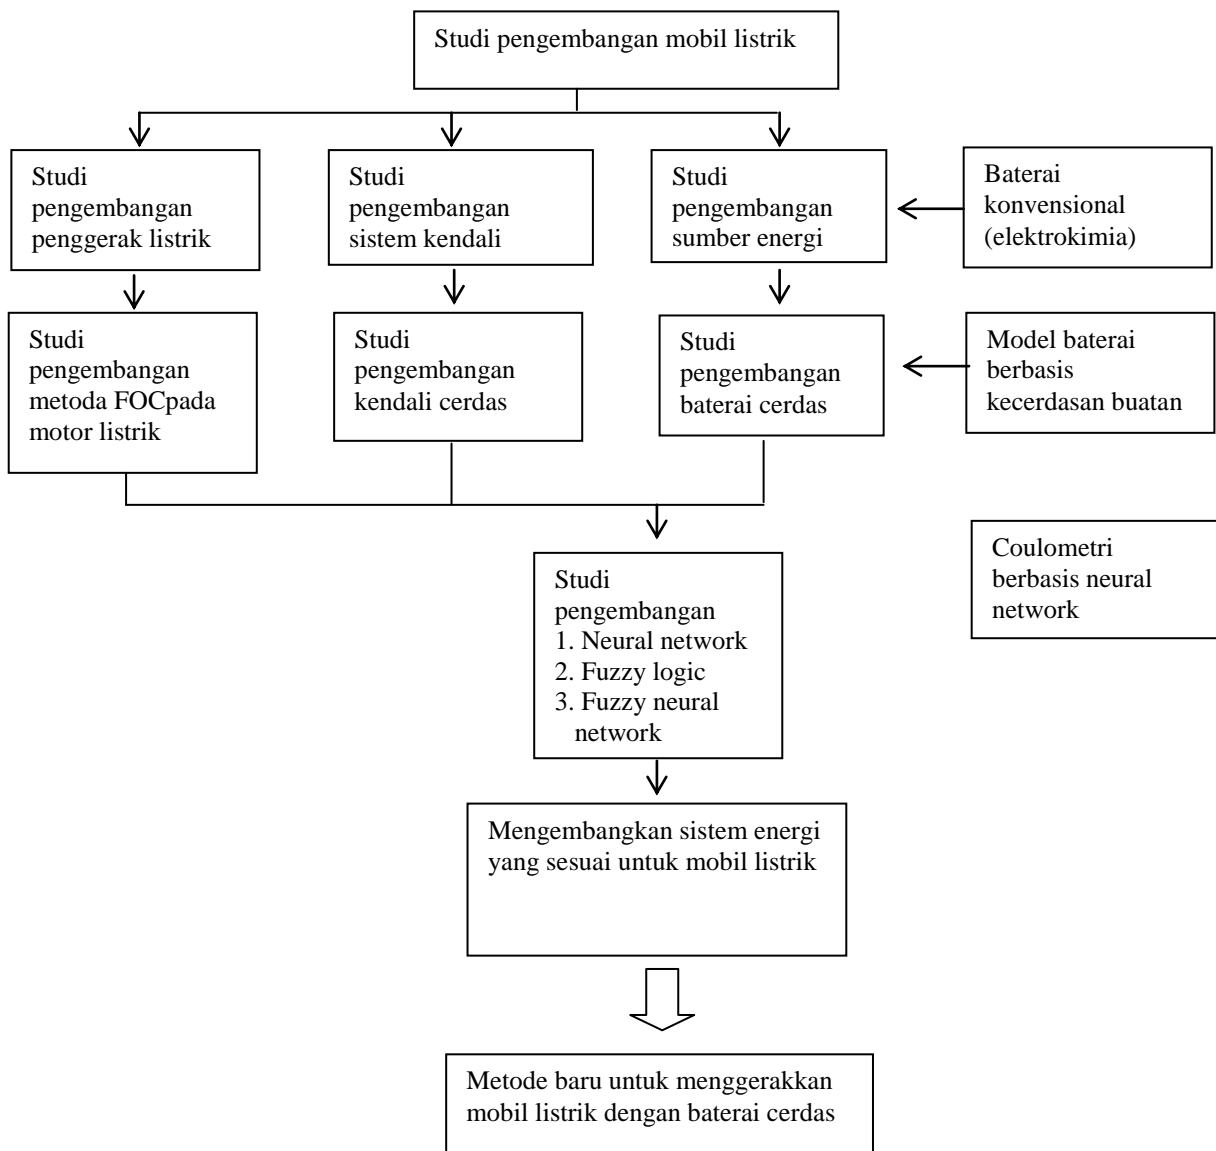 Studi pengembangan mobil listrik
Studi
pengembangan
penggerak listrik
Studi
pengembangan
sistem kendali
Studi
pengembangan
sumber energi
Baterai
konvensional
(elektrokimia)
Studi
pengembangan
metoda FOCpada
motor listrik
Studi
pengembangan
kendali cerdas
Studi
pengembangan
baterai cerdas
Model baterai
berbasis
kecerdasan buatan
Coulometri
berbasis neural
network
Studi
pengembangan
1. Neural network
2. Fuzzy logic
3. Fuzzy neural
network
Mengembangkan sistem energi
yang sesuai untuk mobil listrik
Metode baru untuk menggerakkan
mobil listrik dengan baterai cerdas